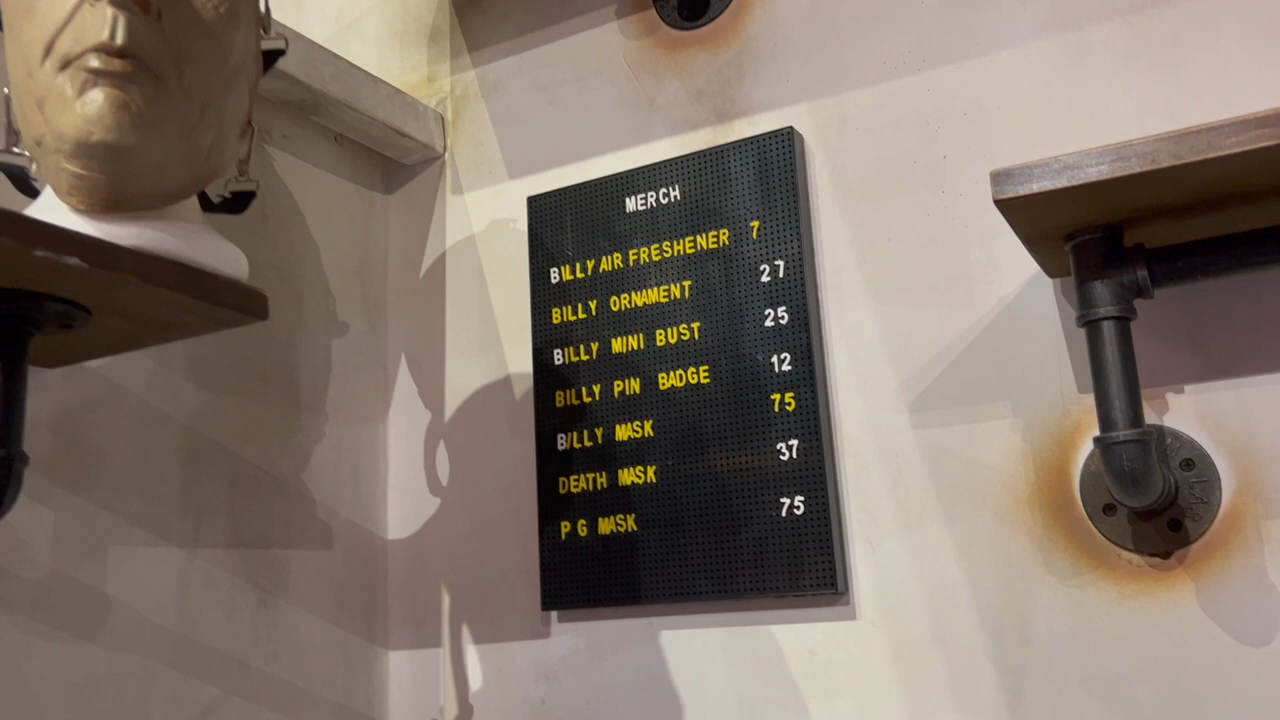 MERCH
BILLY AIR FRESHENER 7
BILLY ORNAMENT 27
BILLY MINI BUST 25
BILLY PIN BADGE 12
BILLY MASK 75
DEATH MASK 37
PG MASK 75